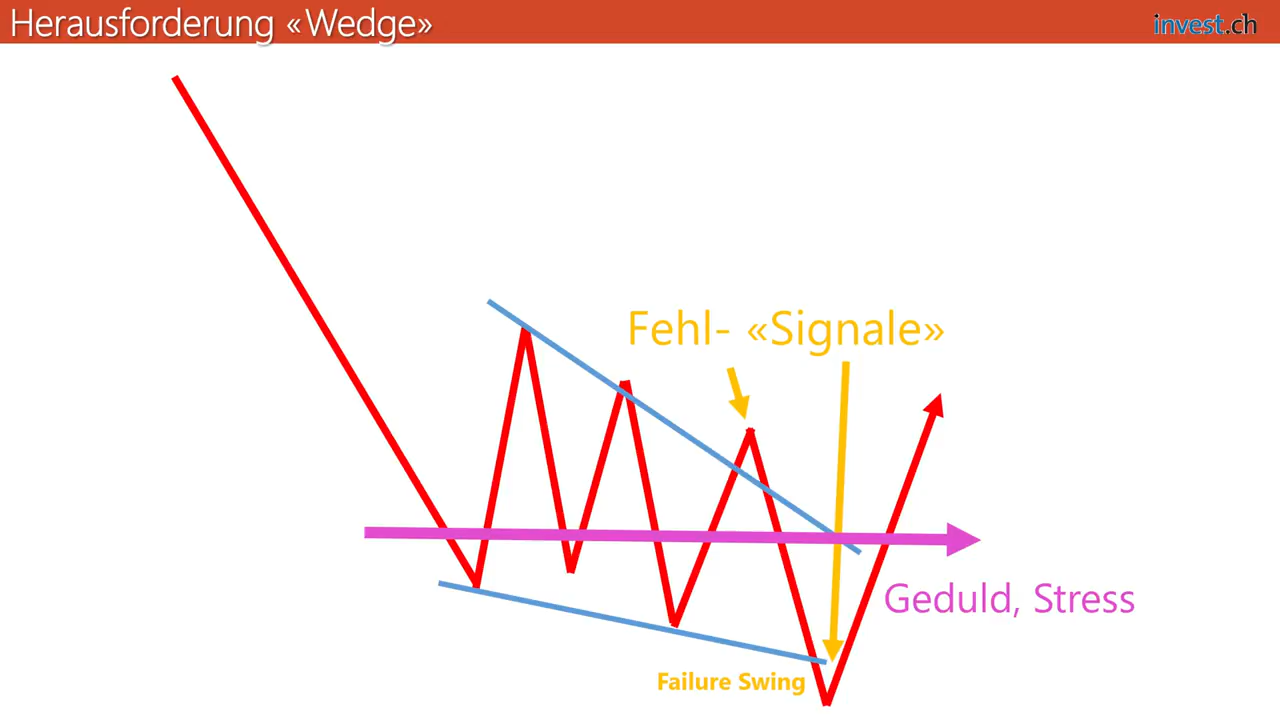 Herausforderung «Wedge»
invest.ch
Fehl- «Signale»
Geduld, Stress
Failure Swing